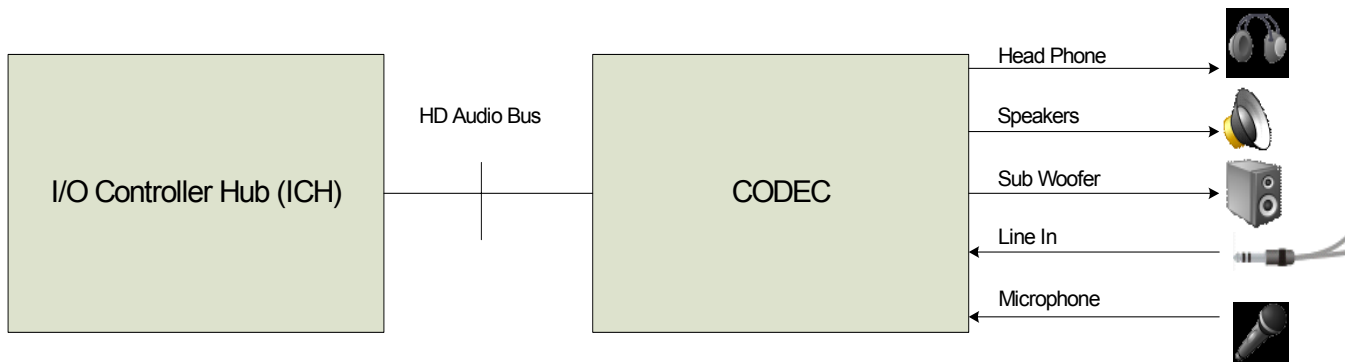 Head Phone
HD Audio Bus
Speakers
I/O Controller Hub (ICH)
CODEC
Sub Woofer
Line In
Microphone